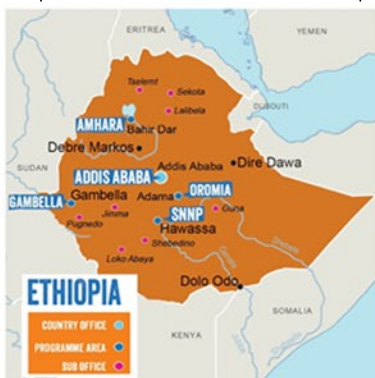 ERITREA
YEMEN
Tselemt
Sekota
Lalibela
DJIBOUTI
AMHARA
Bahir Dar
Debre Markos
SUDAN
Addis Ababa
Dire Dawa
ADDIS ABABA
GAMBELLA
Gambella
Adama
OROMIA
Jimma
SNNP
Guna
Pugnedo
Hawassa
Shebedino
Shebele
Loko Abaya
Dolo Odo
ETHIOPIA
COUNTRY OFFICE
PROGRAMME AREA
SUB OFFICE
SOMALIA
KENYA